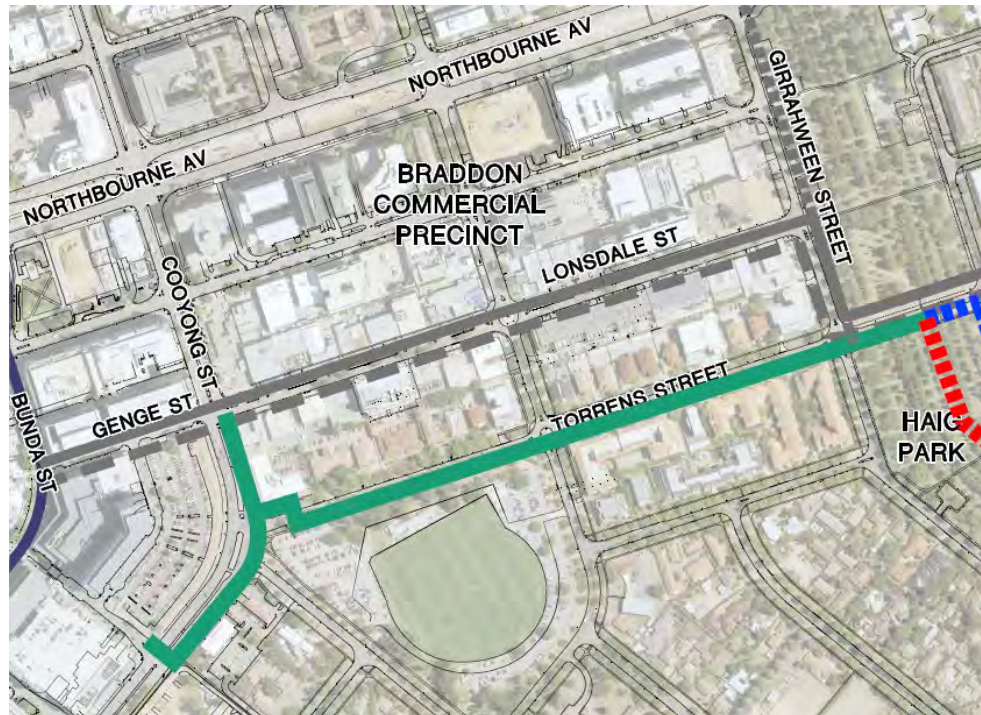 NORTHBOURNE AV
NORTHBOURNE AV
GIRRAHWEEN STREET
BRADDON
COMMERCIAL
PRECINCT
LONSDALE ST
COOYONG ST
GENGE ST
BUNDA ST
TORRENS STREET
HAIG
PARK